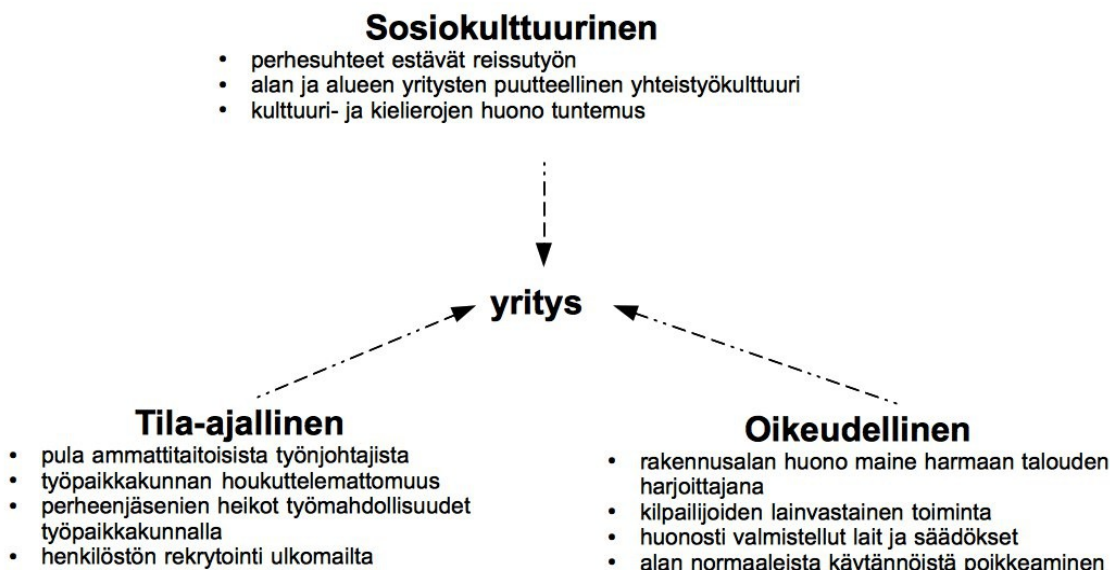 Sosiokulttuurinen
• perhesuhteet estävät reissutyön
• alan ja alueen yritysten puutteellinen yhteistyökulttuuri
• kulttuuri- ja kielierojen huono tuntemus
yritys
Tila-ajallinen
• pula ammattitaitoisista työnjohtajista
• työpaikkakunnan houkuttelemattomuus
• perheenjäsenien heikot työmahdollisuudet
työpaikkakunnalla
• henkilöstön rekrytointi ulkomailta
Oikeudellinen
• rakennusalan huono maine harmaan talouden
harjoittajana
• kilpailijoiden lainvastainen toiminta
• huonosti valmistellut lait ja säädökset
• alan normaaleista käytännöistä poikkeaminen